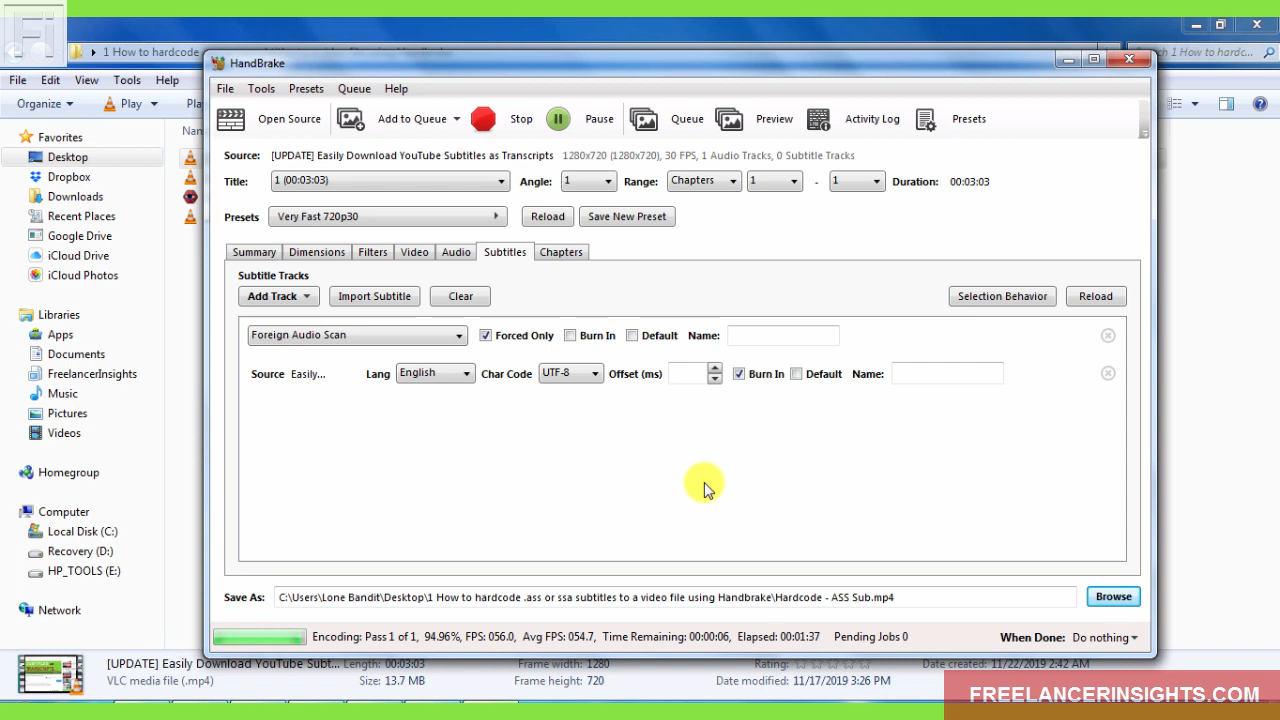 1 How to hardcode
1 How to hardc...
File Edit View Tools Help
Organize Play
Favorites
Desktop
Dropbox
Downloads
Recent Places
Google Drive
iCloud Drive
iCloud Photos
Libraries
Apps
Documents
FreelancerInsights
Music
Pictures
Videos
Homegroup
Computer
Local Disk (C:)
Recovery (D:)
HP_TOOLS (E:)
Network
HandBrake
File Tools Presets Queue Help
Open Source Add to Queue Stop Pause Queue Preview Activity Log Presets
Source: [UPDATE] Easily Download YouTube Subtitles as Transcripts 1280x720 (1280x720), 30 FPS, 1 Audio Tracks, 0 Subtitle Tracks
Title: 1 (00:03:03) Angle: 1 Range: Chapters 1 - 1 Duration: 00:03:03
Presets Very Fast 720p30 Reload Save New Preset
Summary Dimensions Filters Video Audio Subtitles Chapters
Subtitle Tracks
Add Track Import Subtitle Clear Selection Behavior Reload
Foreign Audio Scan Forced Only Burn In Default Name:
Source Easily... Lang English Char Code UTF-8 Offset (ms) Burn In Default Name:
Save As: C:\Users\Lone Bandit\Desktop\1 How to hardcode .ass or ssa subtitles to a video file using Handbrake\Hardcode - ASS Sub.mp4 Browse
Encoding: Pass 1 of 1, 94.96%, FPS: 056.0, Avg FPS: 054.7, Time Remaining: 00:00:06, Elapsed: 00:01:37 Pending Jobs 0 When Done: Do nothing
[UPDATE] Easily Download YouTube Subt... Length: 00:03:03 Frame width: 1280 Rating: Date created: 11/22/2019 2:42 AM
VLC media file (.mp4) Size: 13.7 MB Frame height: 720 Date modified: 11/17/2019 3:26 PM
FREELANCERINSIGHTS.COM